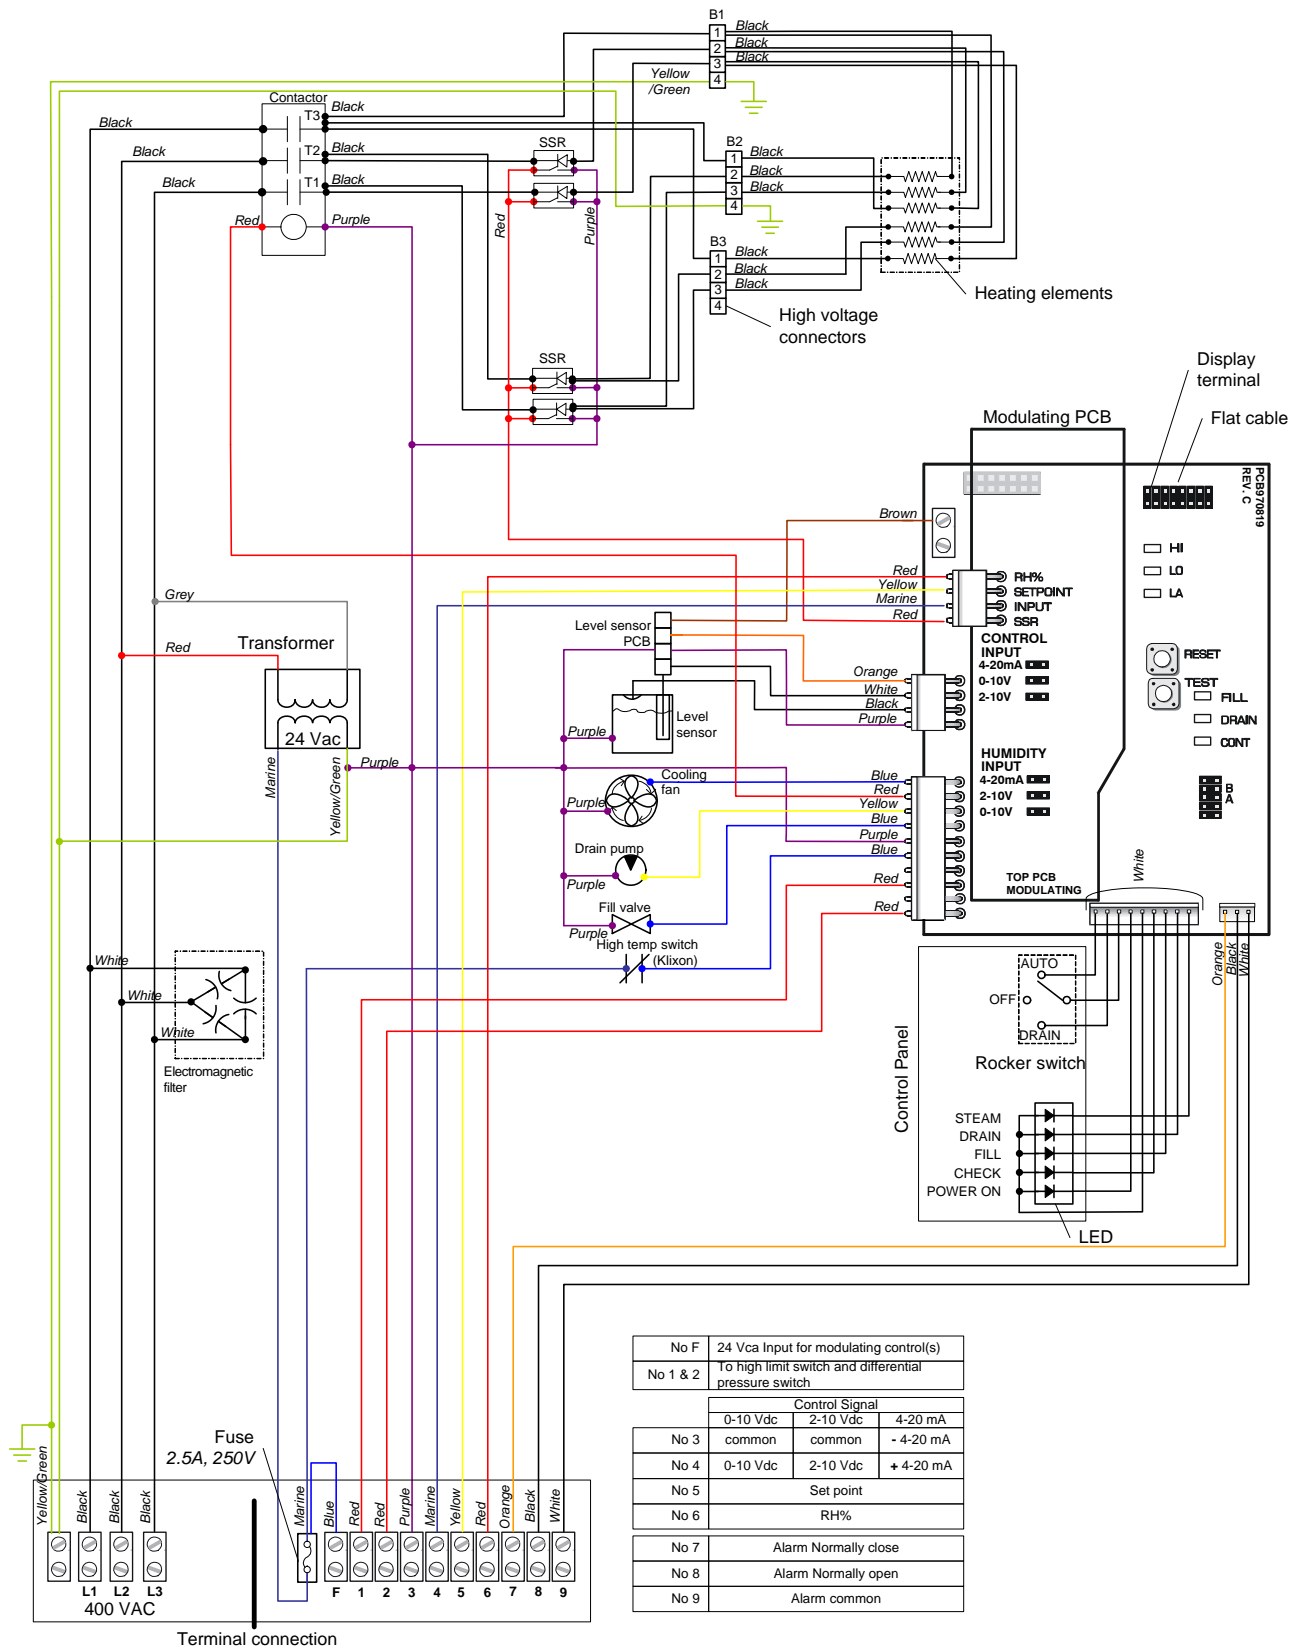 B1
1
2
3
4
Black
Black
Black
Yellow
/Green
Contactor
Black
T3
Black
Black
T2
Black
Black
T1
Black
Red
Purple
SSR
Red
Purple
B2
1
2
3
4
Black
Black
Black
B3
1
2
3
4
Black
Black
Black
Heating elements
High voltage
connectors
SSR
Display
terminal
Flat cable
Modulating PCB
PCB970819
REV. C
Brown
HI
LO
LA
Red
Yellow
Marine
Red
RH%
SETPOINT
INPUT
SSR
CONTROL
INPUT
4-20mA
0-10V
2-10V
RESET
TEST
FILL
DRAIN
CONT
Grey
Red
Transformer
24 Vac
Marine
Yellow/Green
Purple
Level sensor
PCB
Orange
White
Black
Purple
Level
sensor
Purple
HUMIDITY
INPUT
4-20mA
2-10V
0-10V
B
A
Cooling
fan
Purple
Blue
Red
Yellow
Blue
Purple
Blue
Red
Red
Drain pump
Purple
Fill valve
Purple
High temp switch
(Klixon)
TOP PCB
MODULATING
White
Orange
Black
White
White
White
White
Electromagnetic
filter
Control Panel
AUTO
OFF
DRAIN
Rocker switch
STEAM
DRAIN
FILL
CHECK
POWER ON
LED
No F 24 Vca Input for modulating control(s)
No 1 & 2 To high limit switch and differential
pressure switch
Control Signal
0-10 Vdc 2-10 Vdc 4-20 mA
No 3 common common - 4-20 mA
No 4 0-10 Vdc 2-10 Vdc + 4-20 mA
No 5 Set point
No 6 RH%
No 7 Alarm Normally close
No 8 Alarm Normally open
No 9 Alarm common
Fuse
2.5A, 250V
Yellow/Green
Black
Black
Black
Marine
Blue
Red
Red
Purple
Marine
Yellow
Red
Orange
Black
White
L1 L2 L3
F 1 2 3 4 5 6 7 8 9
400 VAC
Terminal connection